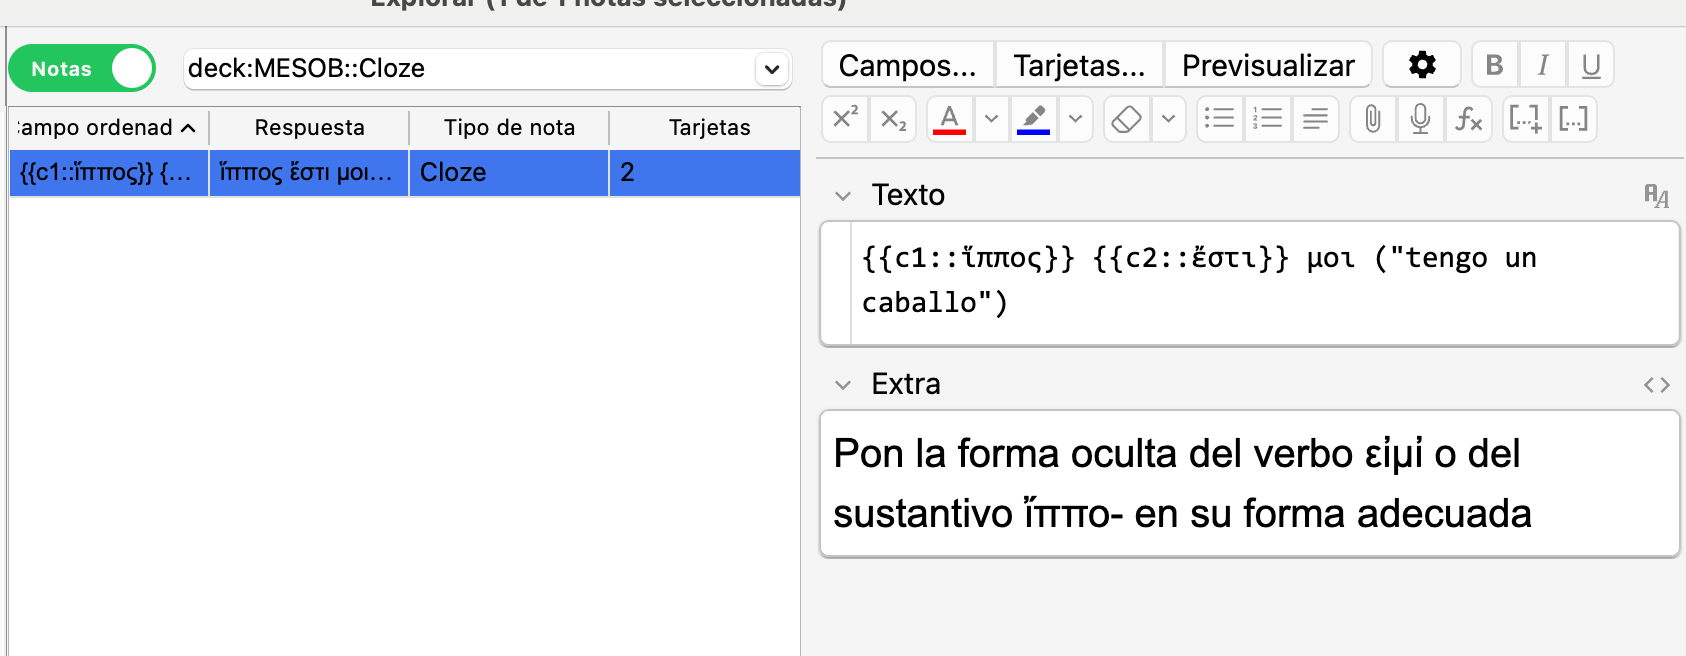 Explorar (1 de 1 notas seleccionadas)
Notas
deck:MESOB::Cloze
Campos...
Tarjetas...
Previsualizar
B I U
ampo ordenad
Respuesta
Tipo de nota
Tarjetas
{{c1::ἵππος}} {...
ἵππος ἔστι μοι...
Cloze
2
Texto
{{c1::ἵππος}} {{c2::ἔστι}} μοι ("tengo un
caballo")
Extra
Pon la forma oculta del verbo εἰμἰ o del
sustantivo ἵππο- en su forma adecuada